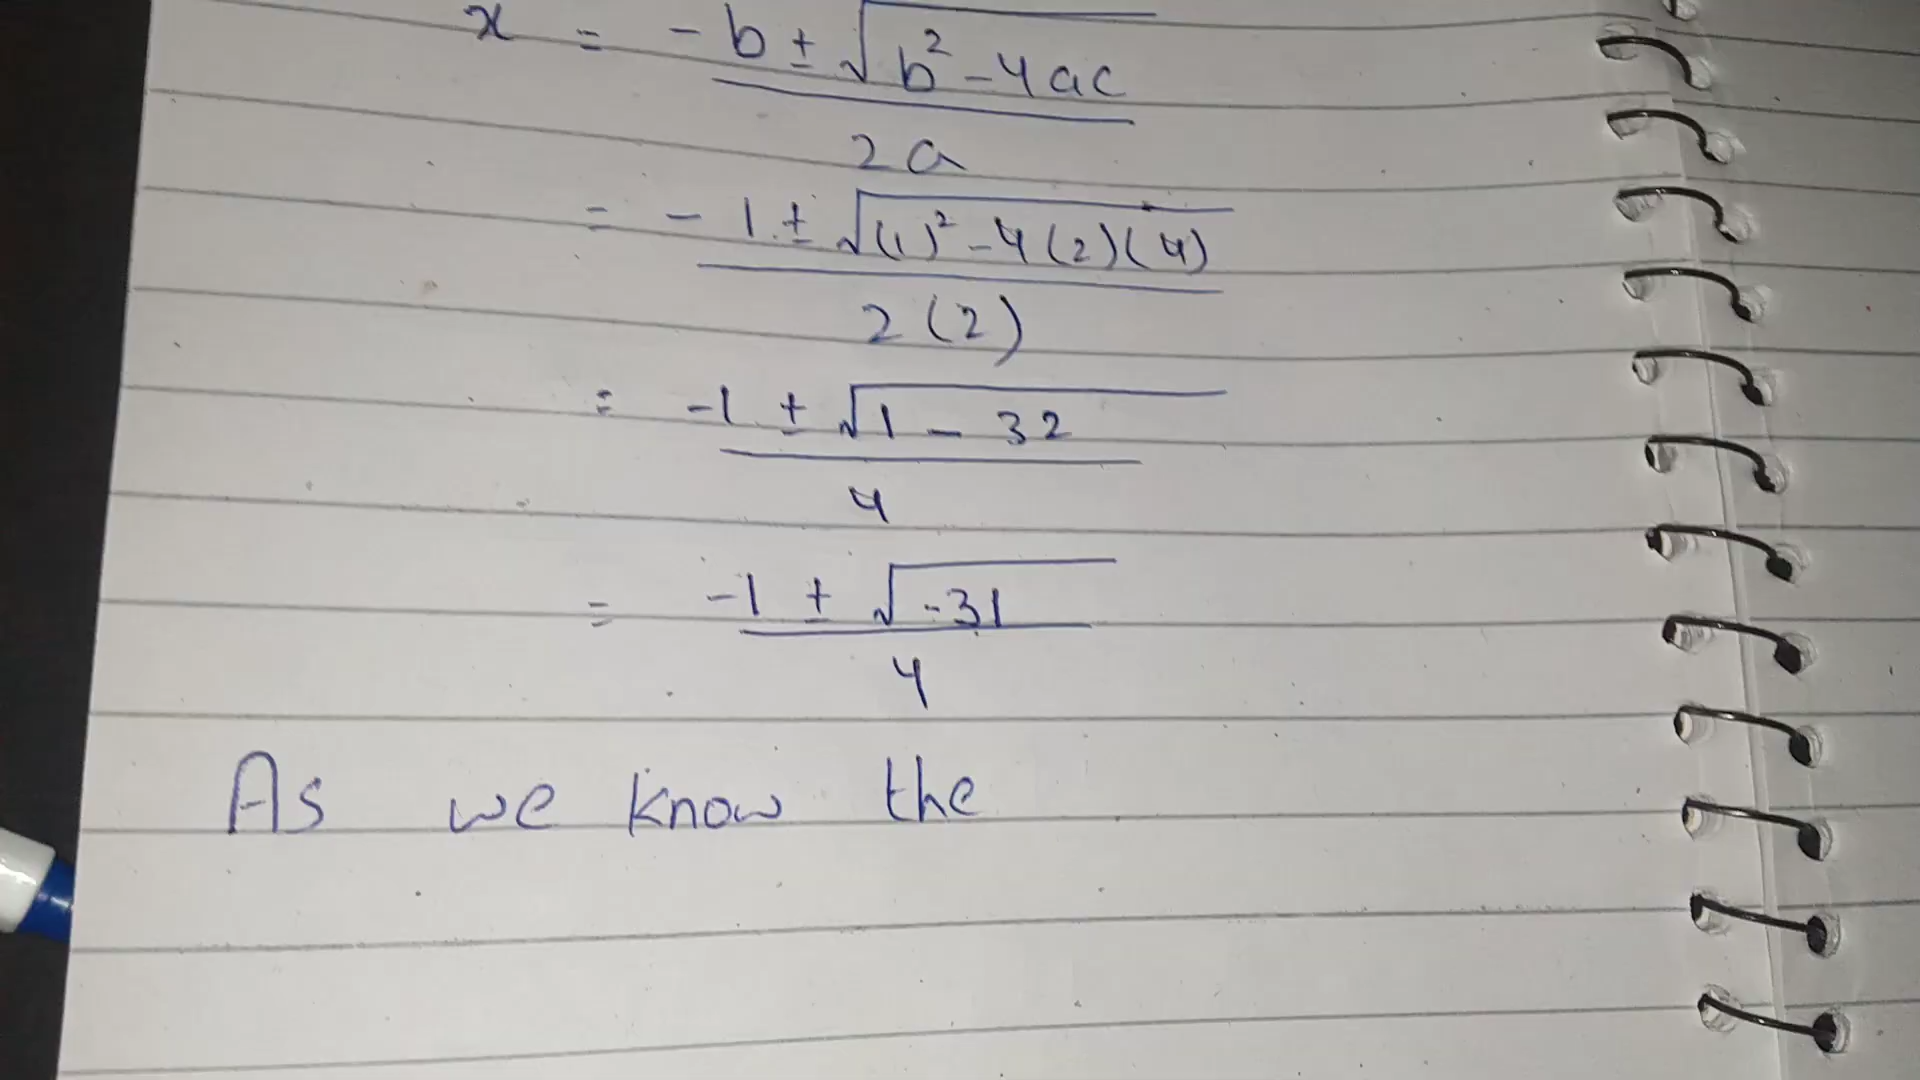 x = -b ± √b² - 4ac
2a
= -1 ± √(1)² - 4(2)(4)
2(2)
= -1 ± √1 - 32
4
= -1 ± √-31
4
As we know the